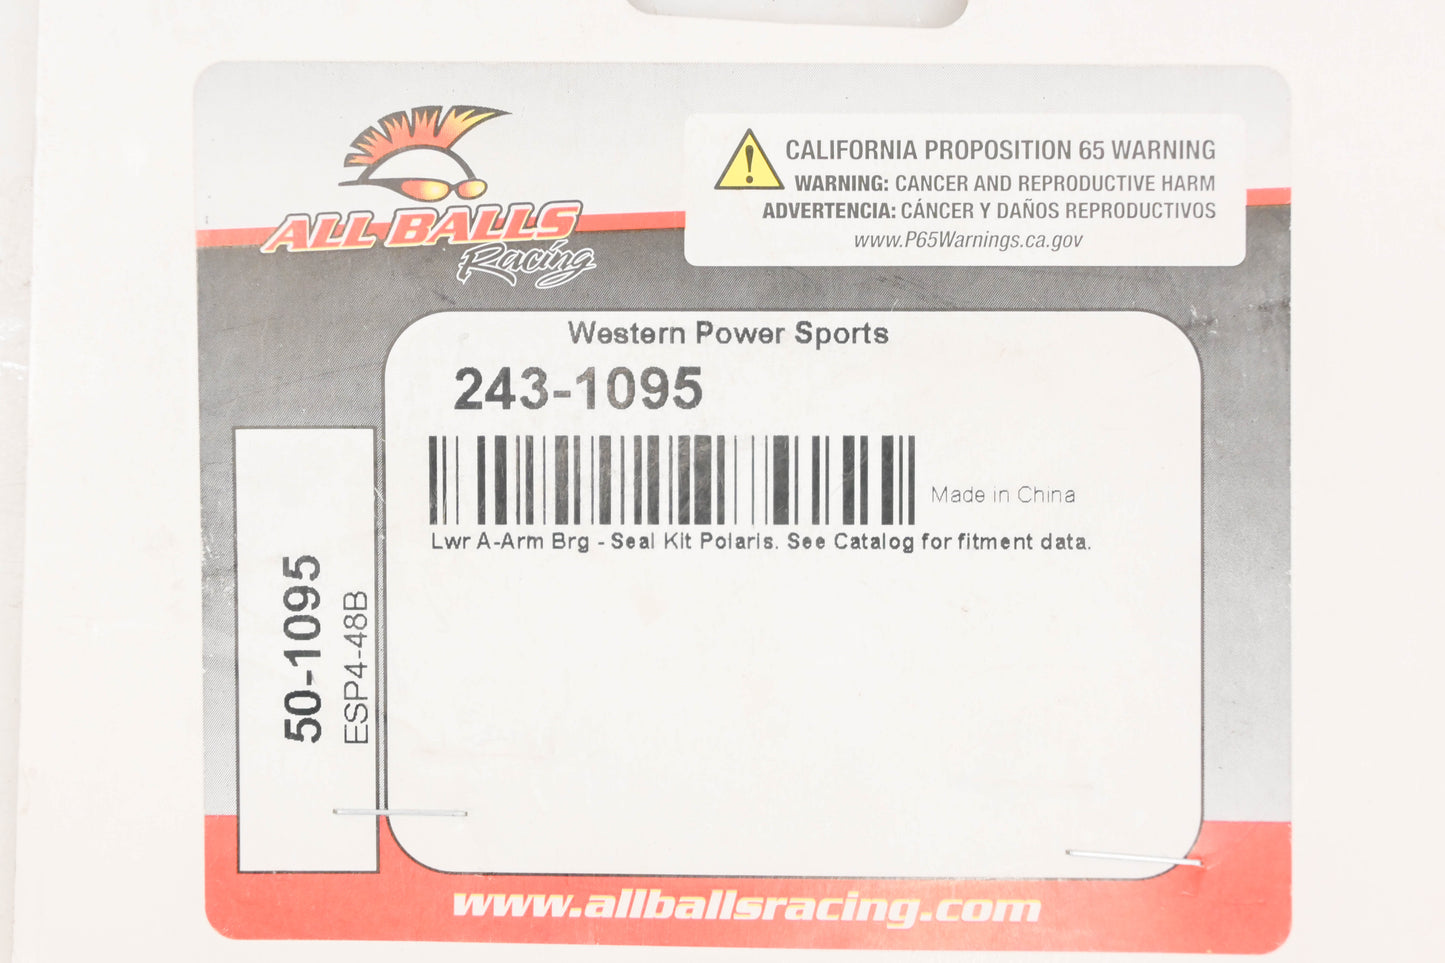 ALL BALLS
Racing
CALIFORNIA PROPOSITION 65 WARNING
WARNING: CANCER AND REPRODUCTIVE HARM
ADVERTENCIA: CÁNCER Y DAÑOS REPRODUCTIVOS
www.P65Warnings.ca.gov
Western Power Sports
243-1095
Made in China
Lwr A-Arm Brg - Seal Kit Polaris. See Catalog for fitment data.
50-1095
ESP4-48B
www.allballsracing.com